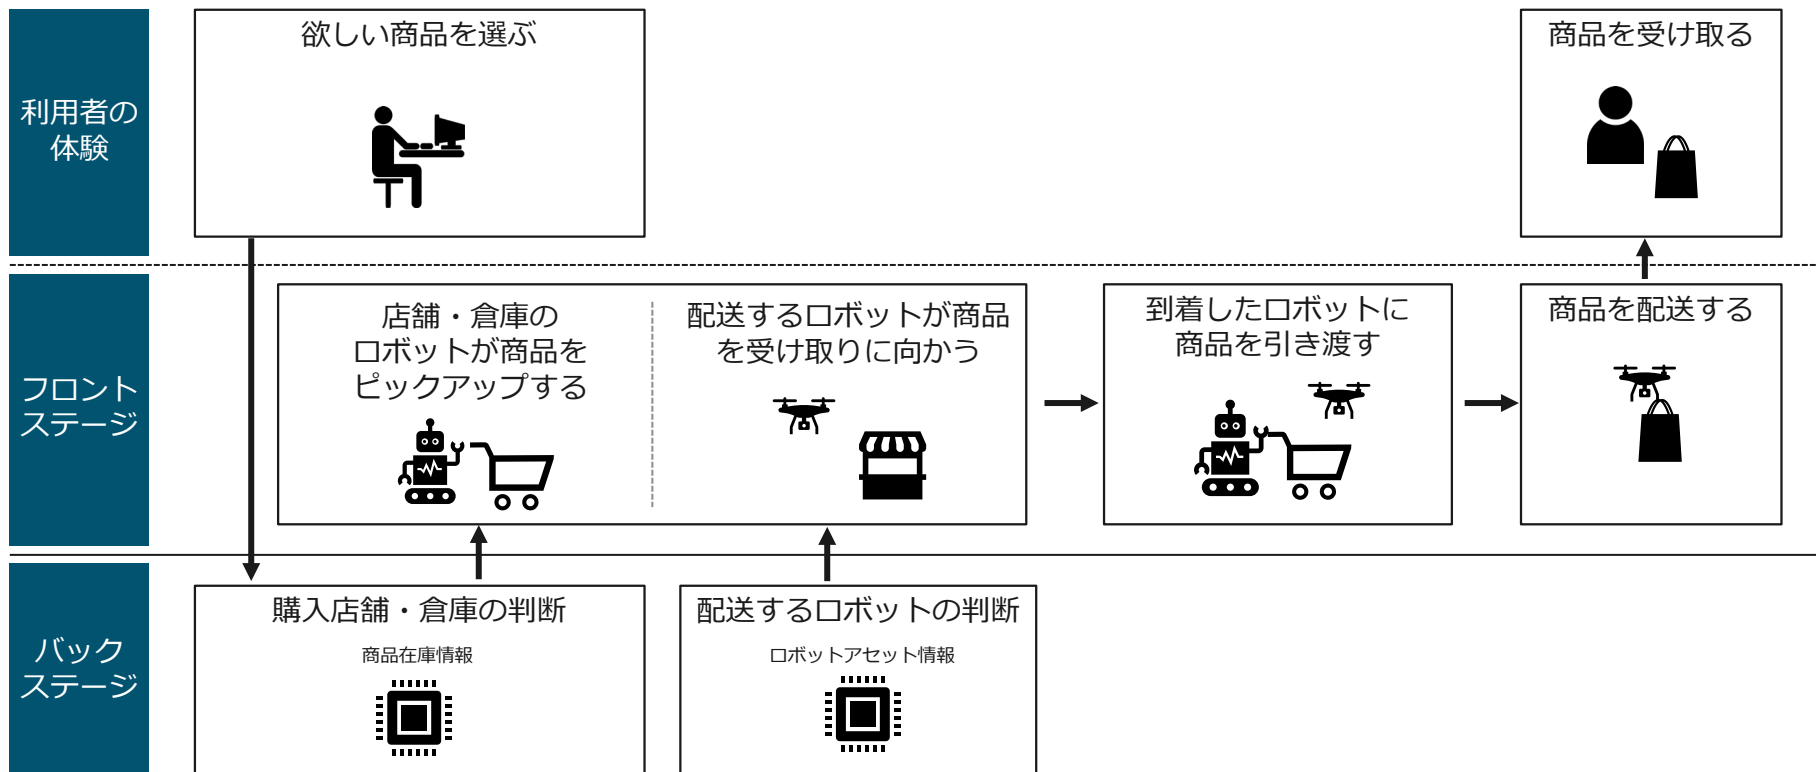 利用者の
体験
欲しい商品を選ぶ
商品を受け取る
フロント
ステージ
店舗・倉庫の
ロボットが商品を
ピックアップする
配送するロボットが商品
を受け取りに向かう
到着したロボットに
商品を引き渡す
商品を配送する
バック
ステージ
購入店舗・倉庫の判断
商品在庫情報
配送するロボットの判断
ロボットアセット情報